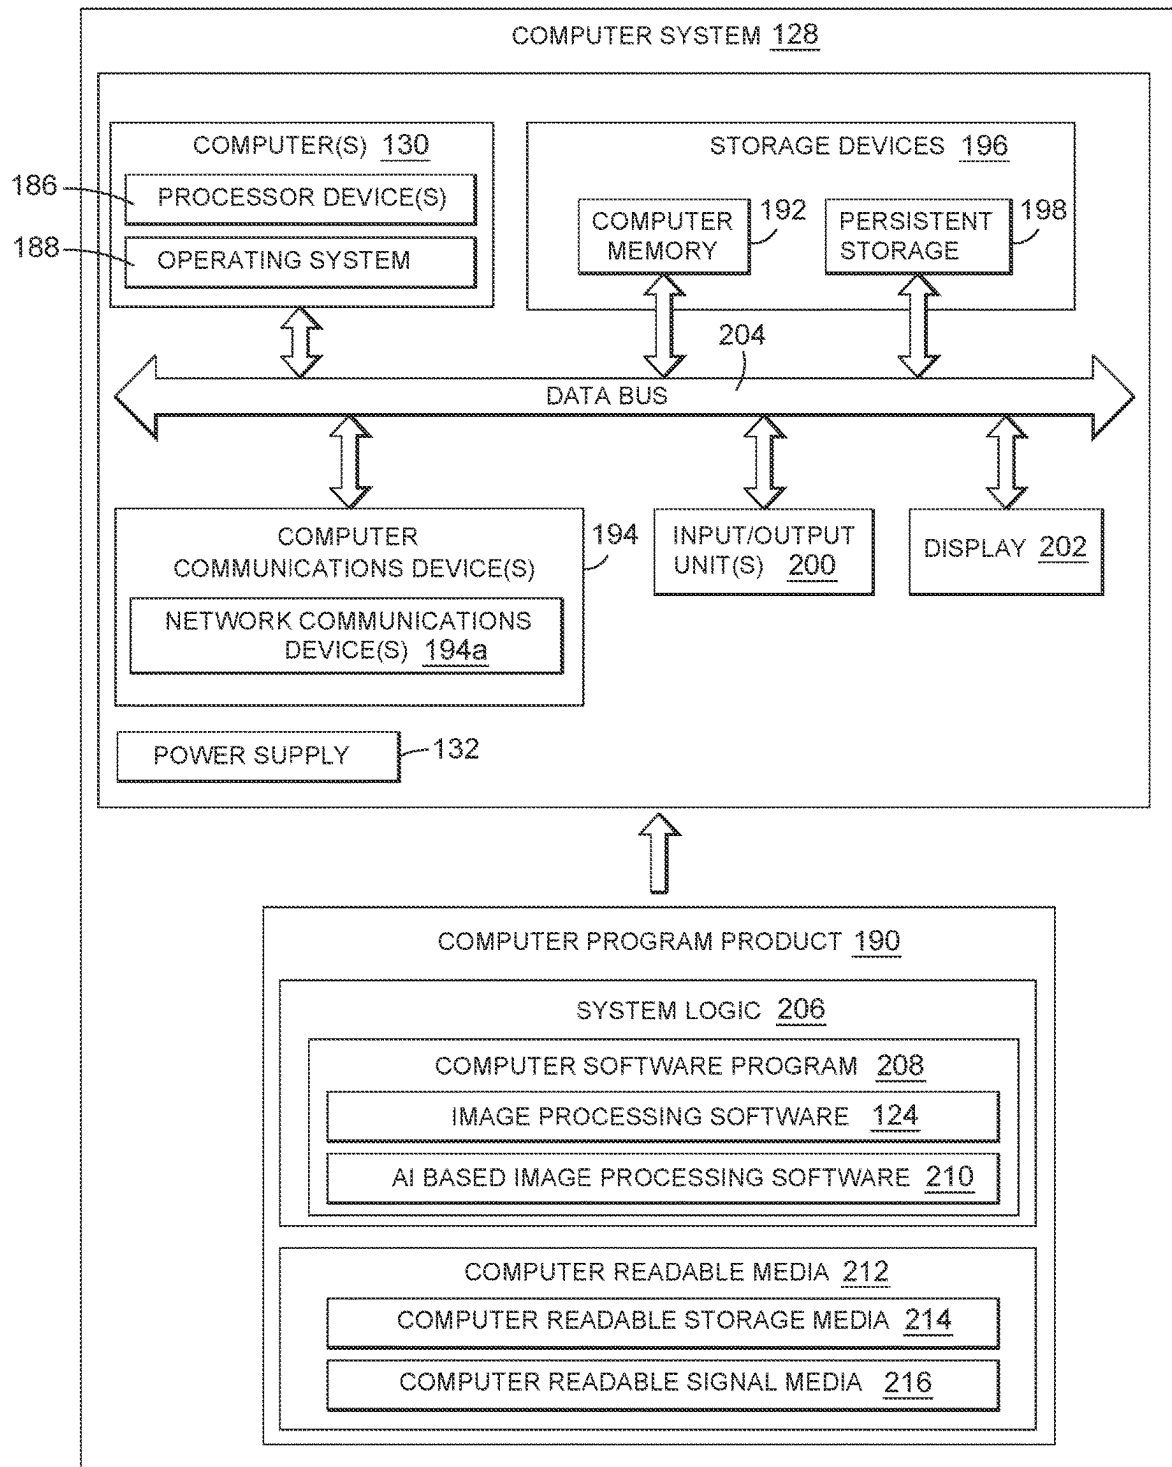 COMPUTER SYSTEM 128
COMPUTER(S) 130
186
PROCESSOR DEVICE(S)
188
OPERATING SYSTEM
STORAGE DEVICES 196
COMPUTER
MEMORY
192
PERSISTENT
STORAGE
198
204
DATA BUS
COMPUTER
COMMUNICATIONS DEVICE(S)
194
NETWORK COMMUNICATIONS
DEVICE(S) 194a
INPUT/OUTPUT
UNIT(S) 200
DISPLAY 202
POWER SUPPLY
132
COMPUTER PROGRAM PRODUCT 190
SYSTEM LOGIC 206
COMPUTER SOFTWARE PROGRAM 208
IMAGE PROCESSING SOFTWARE 124
AI BASED IMAGE PROCESSING SOFTWARE 210
COMPUTER READABLE MEDIA 212
COMPUTER READABLE STORAGE MEDIA 214
COMPUTER READABLE SIGNAL MEDIA 216